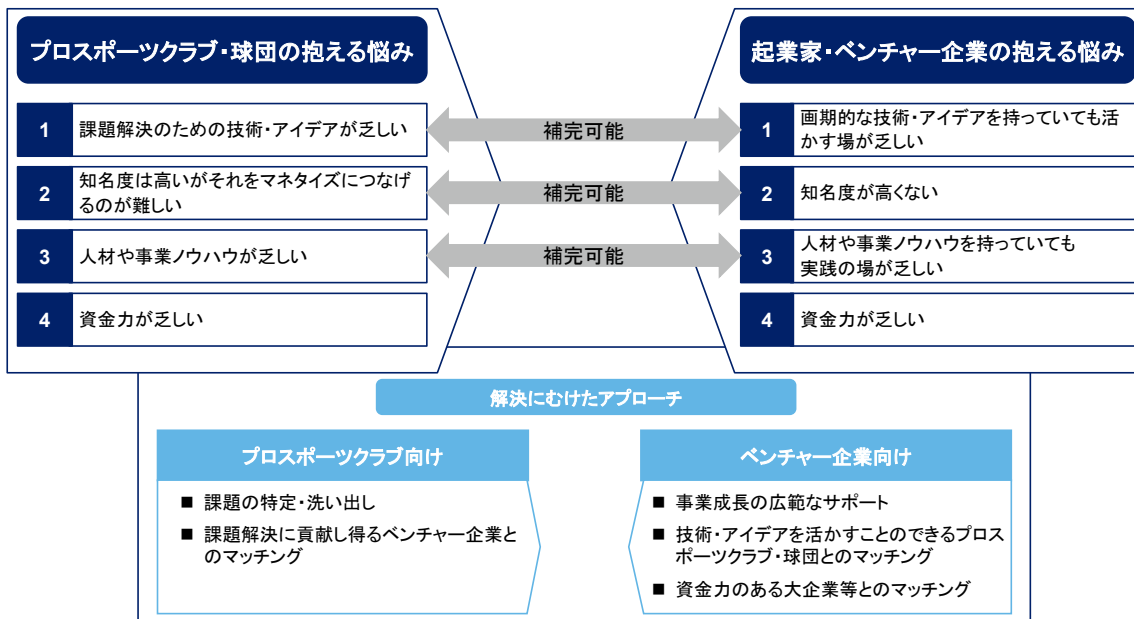 プロスポーツクラブ・球団の抱える悩み
1
課題解決のための技術・アイデアが乏しい
2
知名度は高いがそれをマネタイズにつなげ
るのが難しい
3
人材や事業ノウハウが乏しい
4
資金力が乏しい
補完可能
補完可能
補完可能
起業家・ベンチャー企業の抱える悩み
1
画期的な技術・アイデアを持っていても活
かす場が乏しい
2
知名度が高くない
3
人材や事業ノウハウを持っていても
実践の場が乏しい
4
資金力が乏しい
解決にむけたアプローチ
プロスポーツクラブ向け
■ 課題の特定・洗い出し
■ 課題解決に貢献し得るベンチャー企業と
のマッチング
ベンチャー企業向け
■ 事業成長の広範なサポート
■ 技術・アイデアを活かすことのできるプロス
ポーツクラブ・球団とのマッチング
■ 資金力のある大企業等とのマッチング